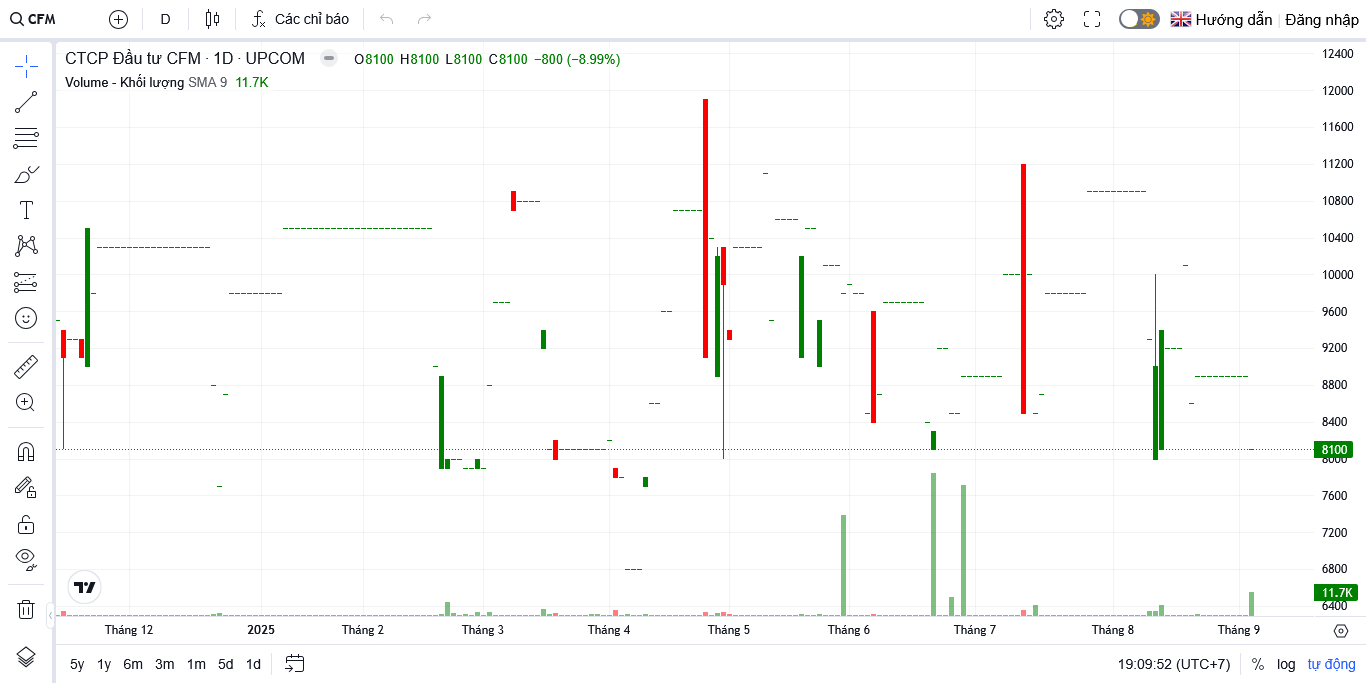 CFM D Các chỉ báo Hướng dẫn Đăng nhập
CTCP Đầu tư CFM · 1D · UPCOM O8100 H8100 L8100 C8100 −800 (−8.99%)
Volume - Khối lượng SMA 9 11.7K
12400
12000
11600
11200
10800
10400
10000
9600
9200
8800
8400
8100
8000
7600
7200
6800
11.7K
6400
Tháng 12 2025 Tháng 2 Tháng 3 Tháng 4 Tháng 5 Tháng 6 Tháng 7 Tháng 8 Tháng 9
5y 1y 6m 3m 1m 5d 1d 19:09:52 (UTC+7) % log tự động